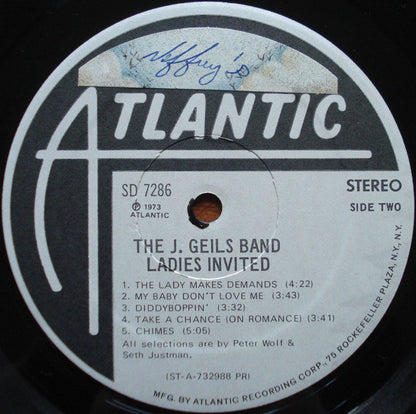 Jeffrey's
ATLANTIC
SD 7286
℗ 1973
ATLANTIC
STEREO
SIDE TWO
THE J. GEILS BAND
LADIES INVITED
1. THE LADY MAKES DEMANDS (4:22)
2. MY BABY DON'T LOVE ME (3:43)
3. DIDDYBOPPIN' (3:32)
4. TAKE A CHANCE (ON ROMANCE) (3:41)
5. CHIMES (5:05)
All selections are by Peter Wolf &
Seth Justman.
(ST-A-732988 PR)
MFG. BY ATLANTIC RECORDING CORP., 75 ROCKEFELLER PLAZA, N.Y., N.Y.